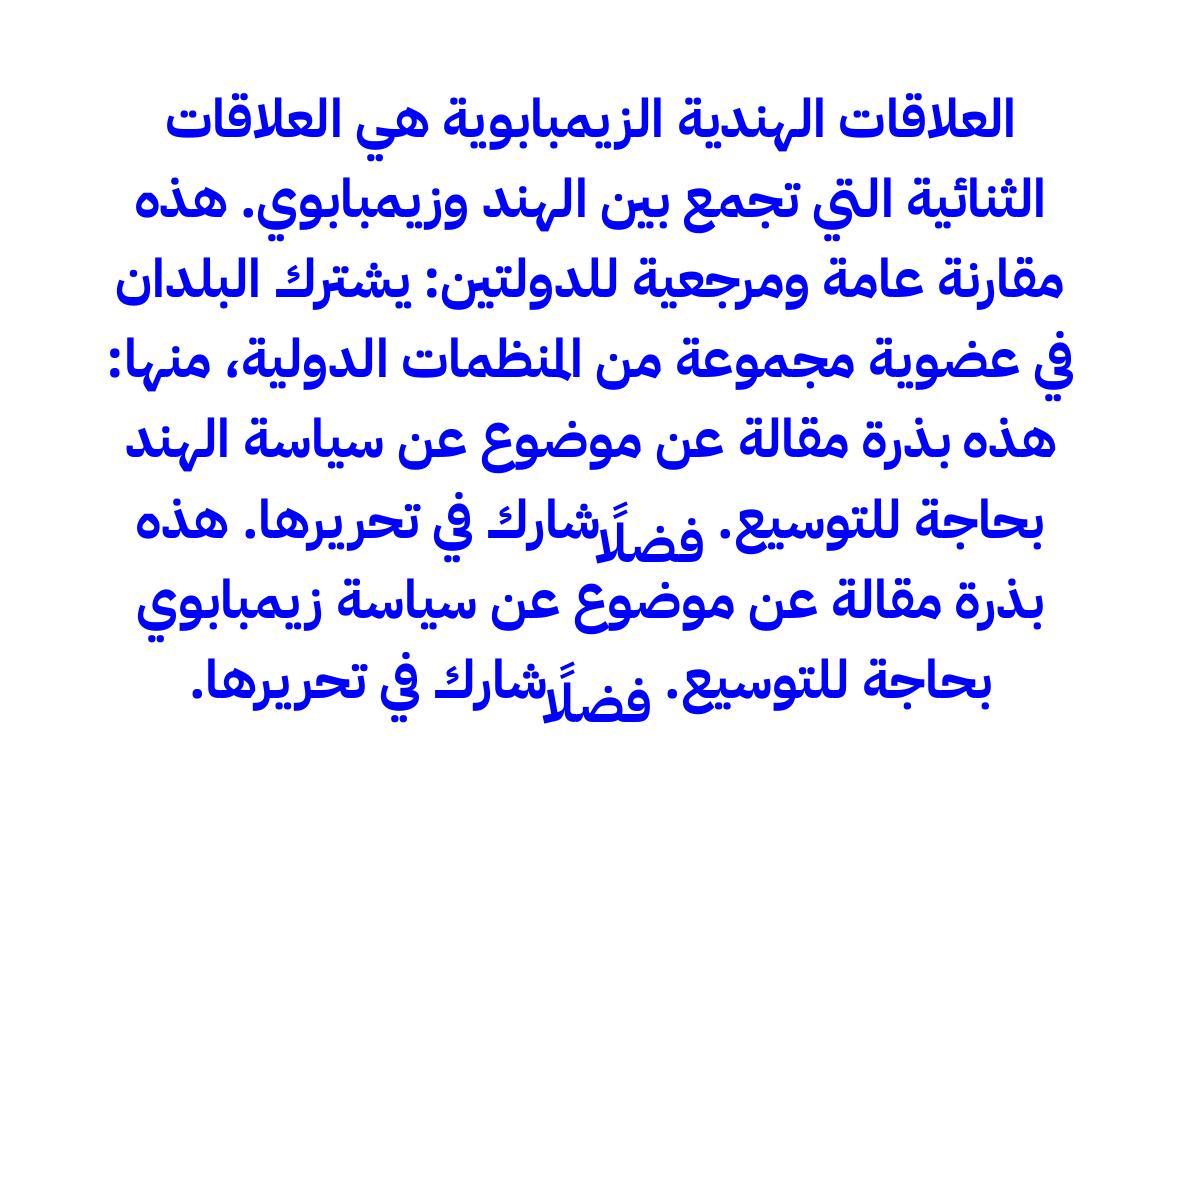 العلاقات الهندية الزيمبابوية هي العلاقات
الثنائية التي تجمع بين الهند وزيمبابوي. هذه
مقارنة عامة ومرجعية للدولتين: يشترك البلدان
في عضوية مجموعة من المنظمات الدولية، منها:
هذه بذرة مقالة عن موضوع عن سياسة الهند
بحاجة للتوسيع. فضلًا شارك في تحريرها. هذه
بذرة مقالة عن موضوع عن سياسة زيمبابوي
بحاجة للتوسيع. فضلًا شارك في تحريرها.